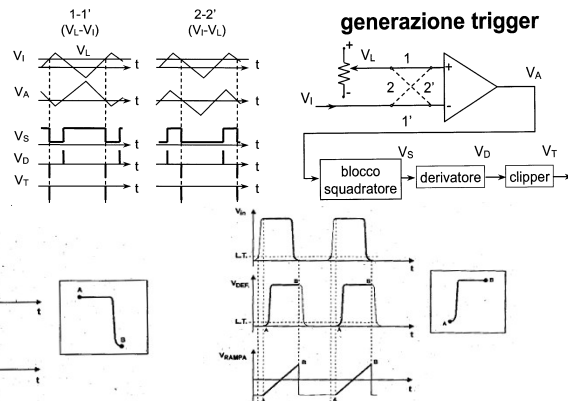 1-1'
(VL-VI)
2-2'
(VI-VL)
generazione trigger
VI
VL
t
t
VA
t
t
VS
t
t
VD
t
t
VT
t
t
+
-
VL
1
2
2'
1'
VI
+
-
VA
blocco
squadratore
VS
derivatore
VD
clipper
VT
Vin
L.T.
t
VDEF.
L.T.
A
B
A
B
t
VRAMPA
A
B
A
B
t
t
t
A
B
A
B